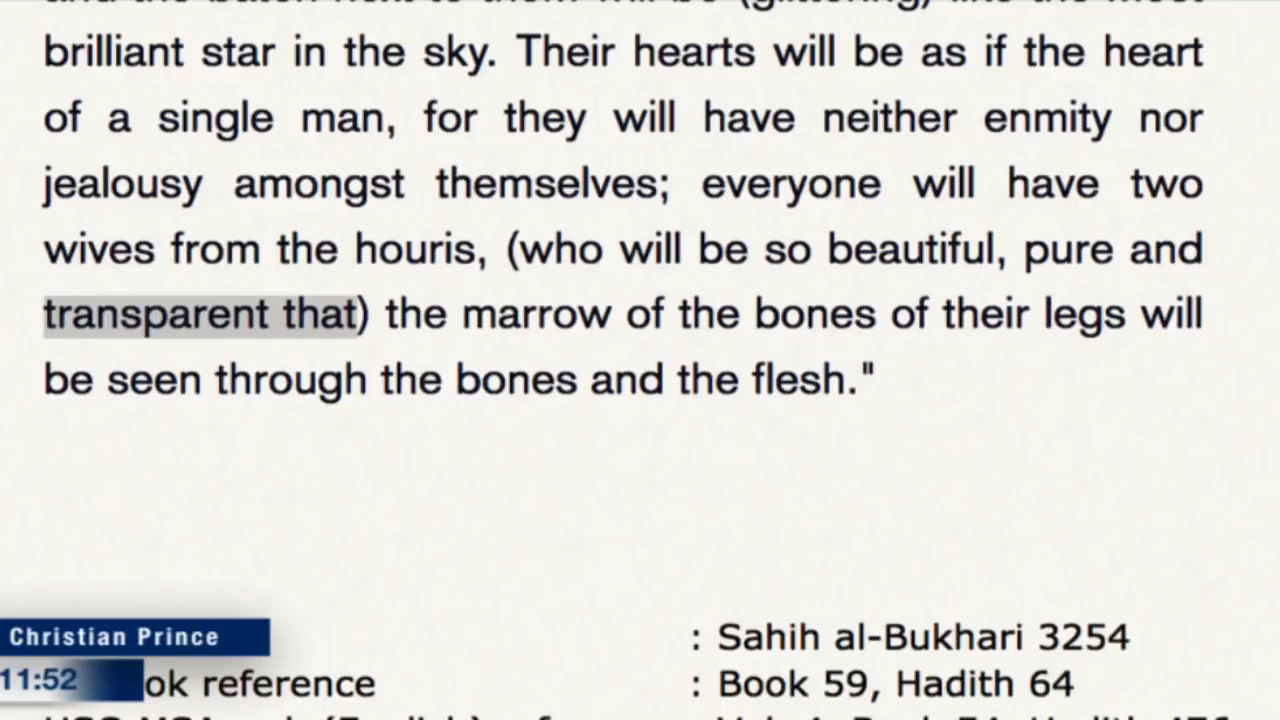 brilliant star in the sky. Their hearts will be as if the heart
of a single man, for they will have neither enmity nor
jealousy amongst themselves; everyone will have two
wives from the houris, (who will be so beautiful, pure and
transparent that) the marrow of the bones of their legs will
be seen through the bones and the flesh."
Christian Prince
: Sahih al-Bukhari 3254
11:52
ok reference : Book 59, Hadith 64